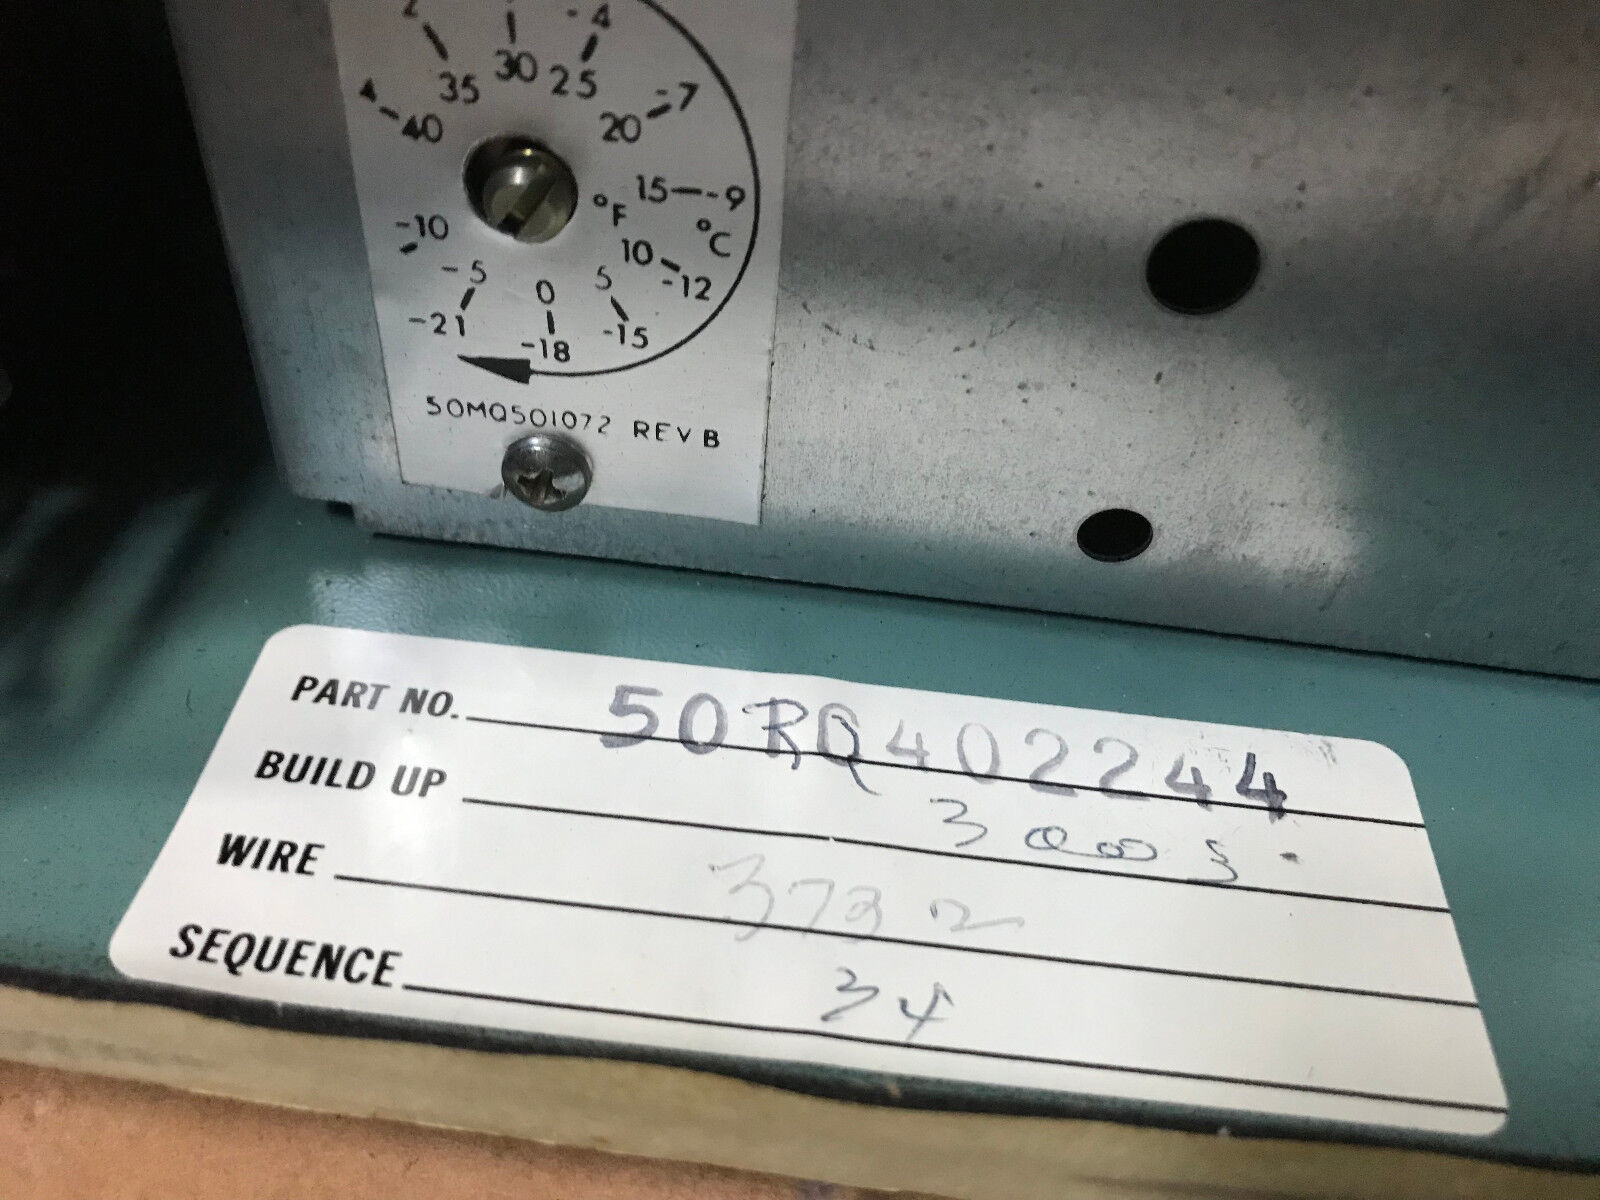 2 -4
35 30 25 -7
4 40 20
15 -9
°F °C
-10 10 -12
-5 0 5
-21 -18 -15
50MQ501072 REV B
PART NO. 50RQ402244
BUILD UP
WIRE 3732
SEQUENCE 34